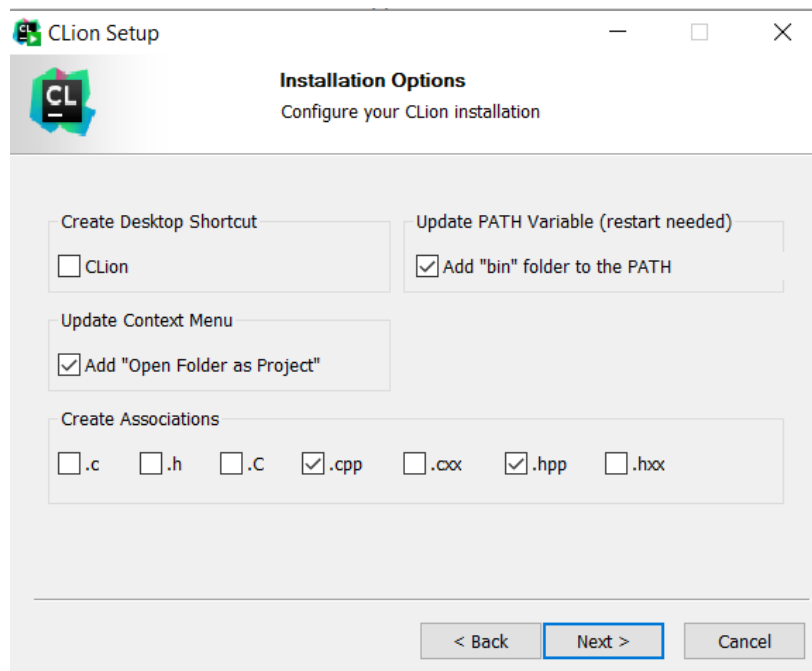 CLion Setup
CL
Installation Options
Configure your CLion installation
Create Desktop Shortcut
CLion
Update PATH Variable (restart needed)
Add "bin" folder to the PATH
Update Context Menu
Add "Open Folder as Project"
Create Associations
.c .h .C .cpp .cxx .hpp .hxx
< Back Next > Cancel